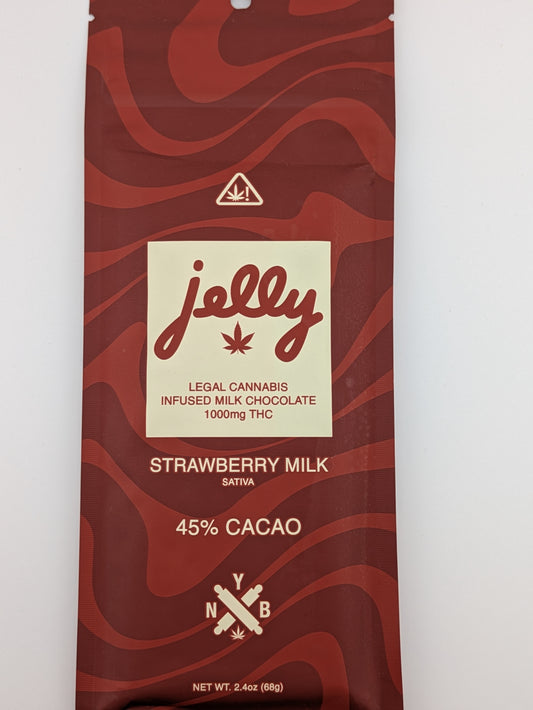 !
jelly
LEGAL CANNABIS
INFUSED MILK CHOCOLATE
1000mg THC
STRAWBERRY MILK
SATIVA
45% CACAO
Y
N B
NET WT. 2.4oz (68g)